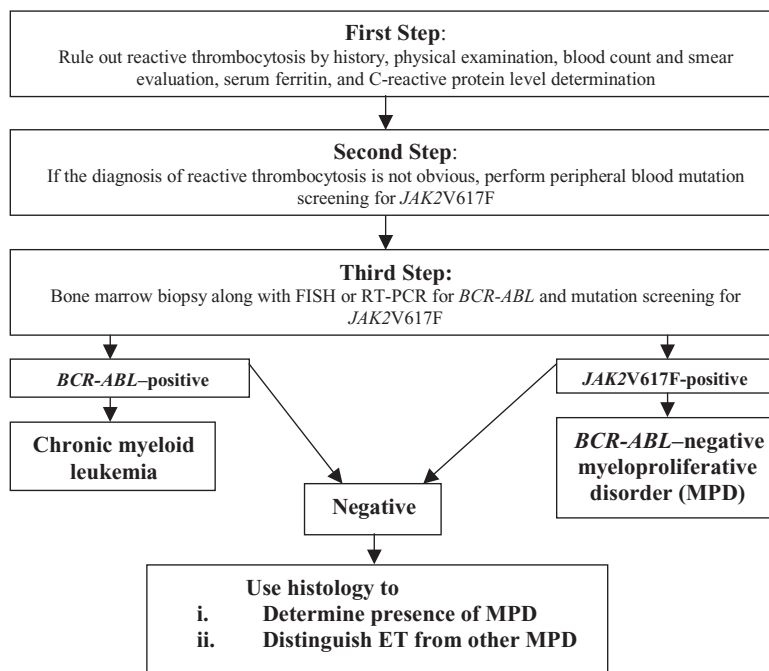 First Step:
Rule out reactive thrombocytosis by history, physical examination, blood count and smear
evaluation, serum ferritin, and C-reactive protein level determination
Second Step:
If the diagnosis of reactive thrombocytosis is not obvious, perform peripheral blood mutation
screening for JAK2V617F
Third Step:
Bone marrow biopsy along with FISH or RT-PCR for BCR-ABL and mutation screening for
JAK2V617F
BCR-ABL–positive
JAK2V617F-positive
Chronic myeloid
leukemia
BCR-ABL–negative
myeloproliferative
disorder (MPD)
Negative
Use histology to
i. Determine presence of MPD
ii. Distinguish ET from other MPD